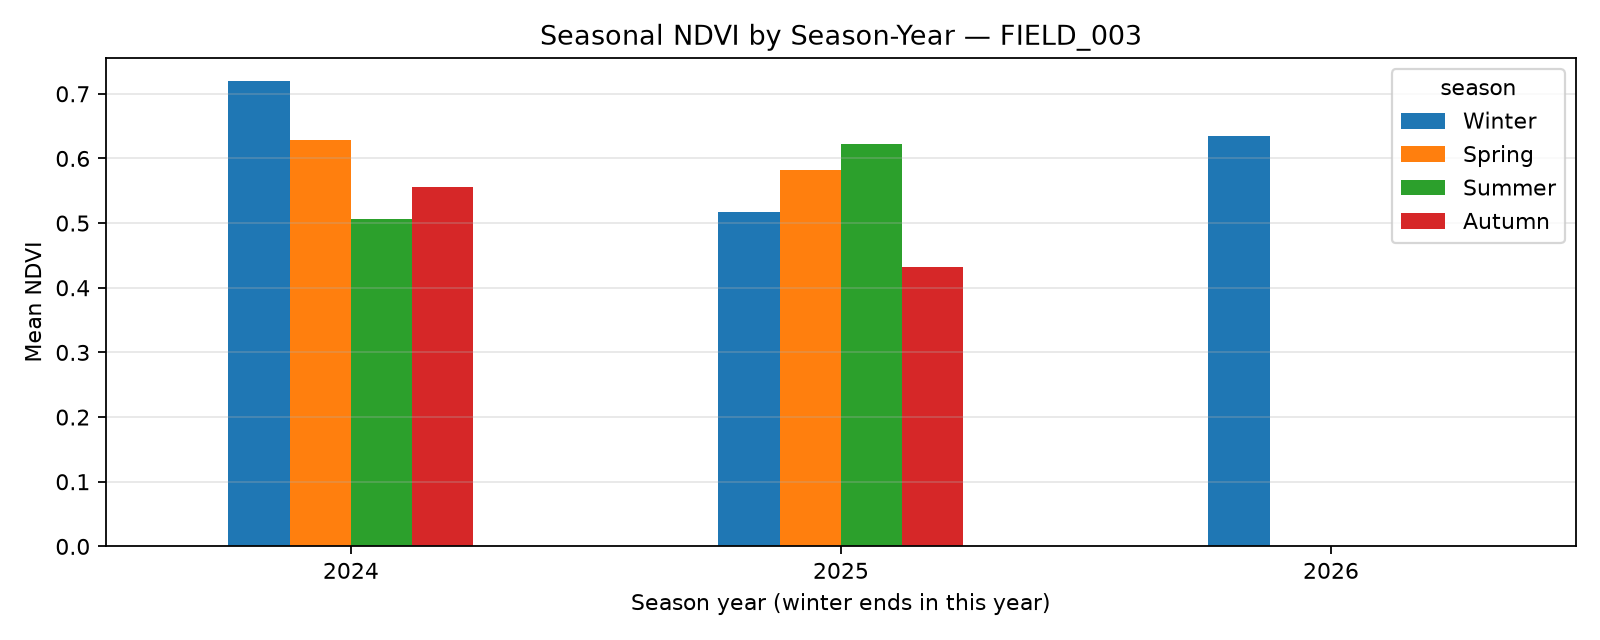 Seasonal NDVI by Season-Year — FIELD_003
season
Winter
Spring
Summer
Autumn
Mean NDVI
0.7
0.6
0.5
0.4
0.3
0.2
0.1
0.0
2024
2025
2026
Season year (winter ends in this year)